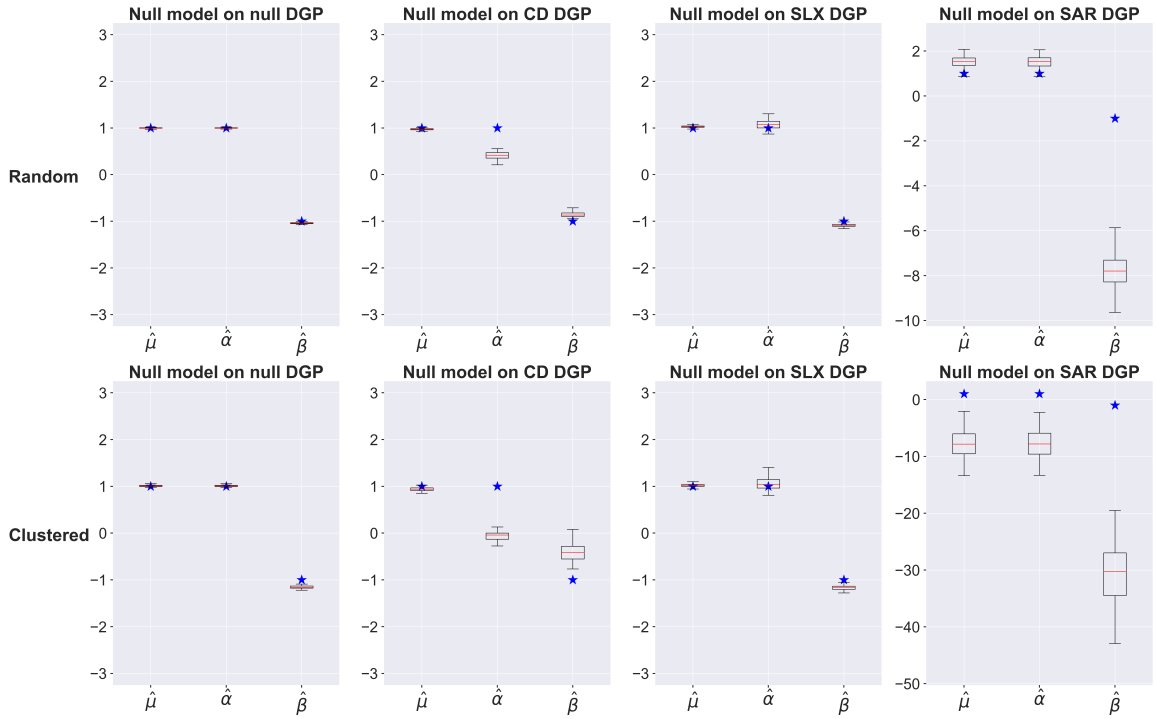 Null model on null DGP Null model on CD DGP Null model on SLX DGP Null model on SAR DGP
3 3 3 2
2 2 2 0
1 1 1 −2
Random 0 0 0 −4
−1 −1 −1 −6
−2 −2 −2 −8
−3 −3 −3 −10
μ̂ α̂ β̂ μ̂ α̂ β̂ μ̂ α̂ β̂ μ̂ α̂ β̂
Null model on null DGP Null model on CD DGP Null model on SLX DGP Null model on SAR DGP
3 3 3 0
2 2 2 −10
1 1 1 −20
Clustered 0 0 0 −30
−1 −1 −1 −40
−2 −2 −2 −50
−3 −3 −3
μ̂ α̂ β̂ μ̂ α̂ β̂ μ̂ α̂ β̂ μ̂ α̂ β̂